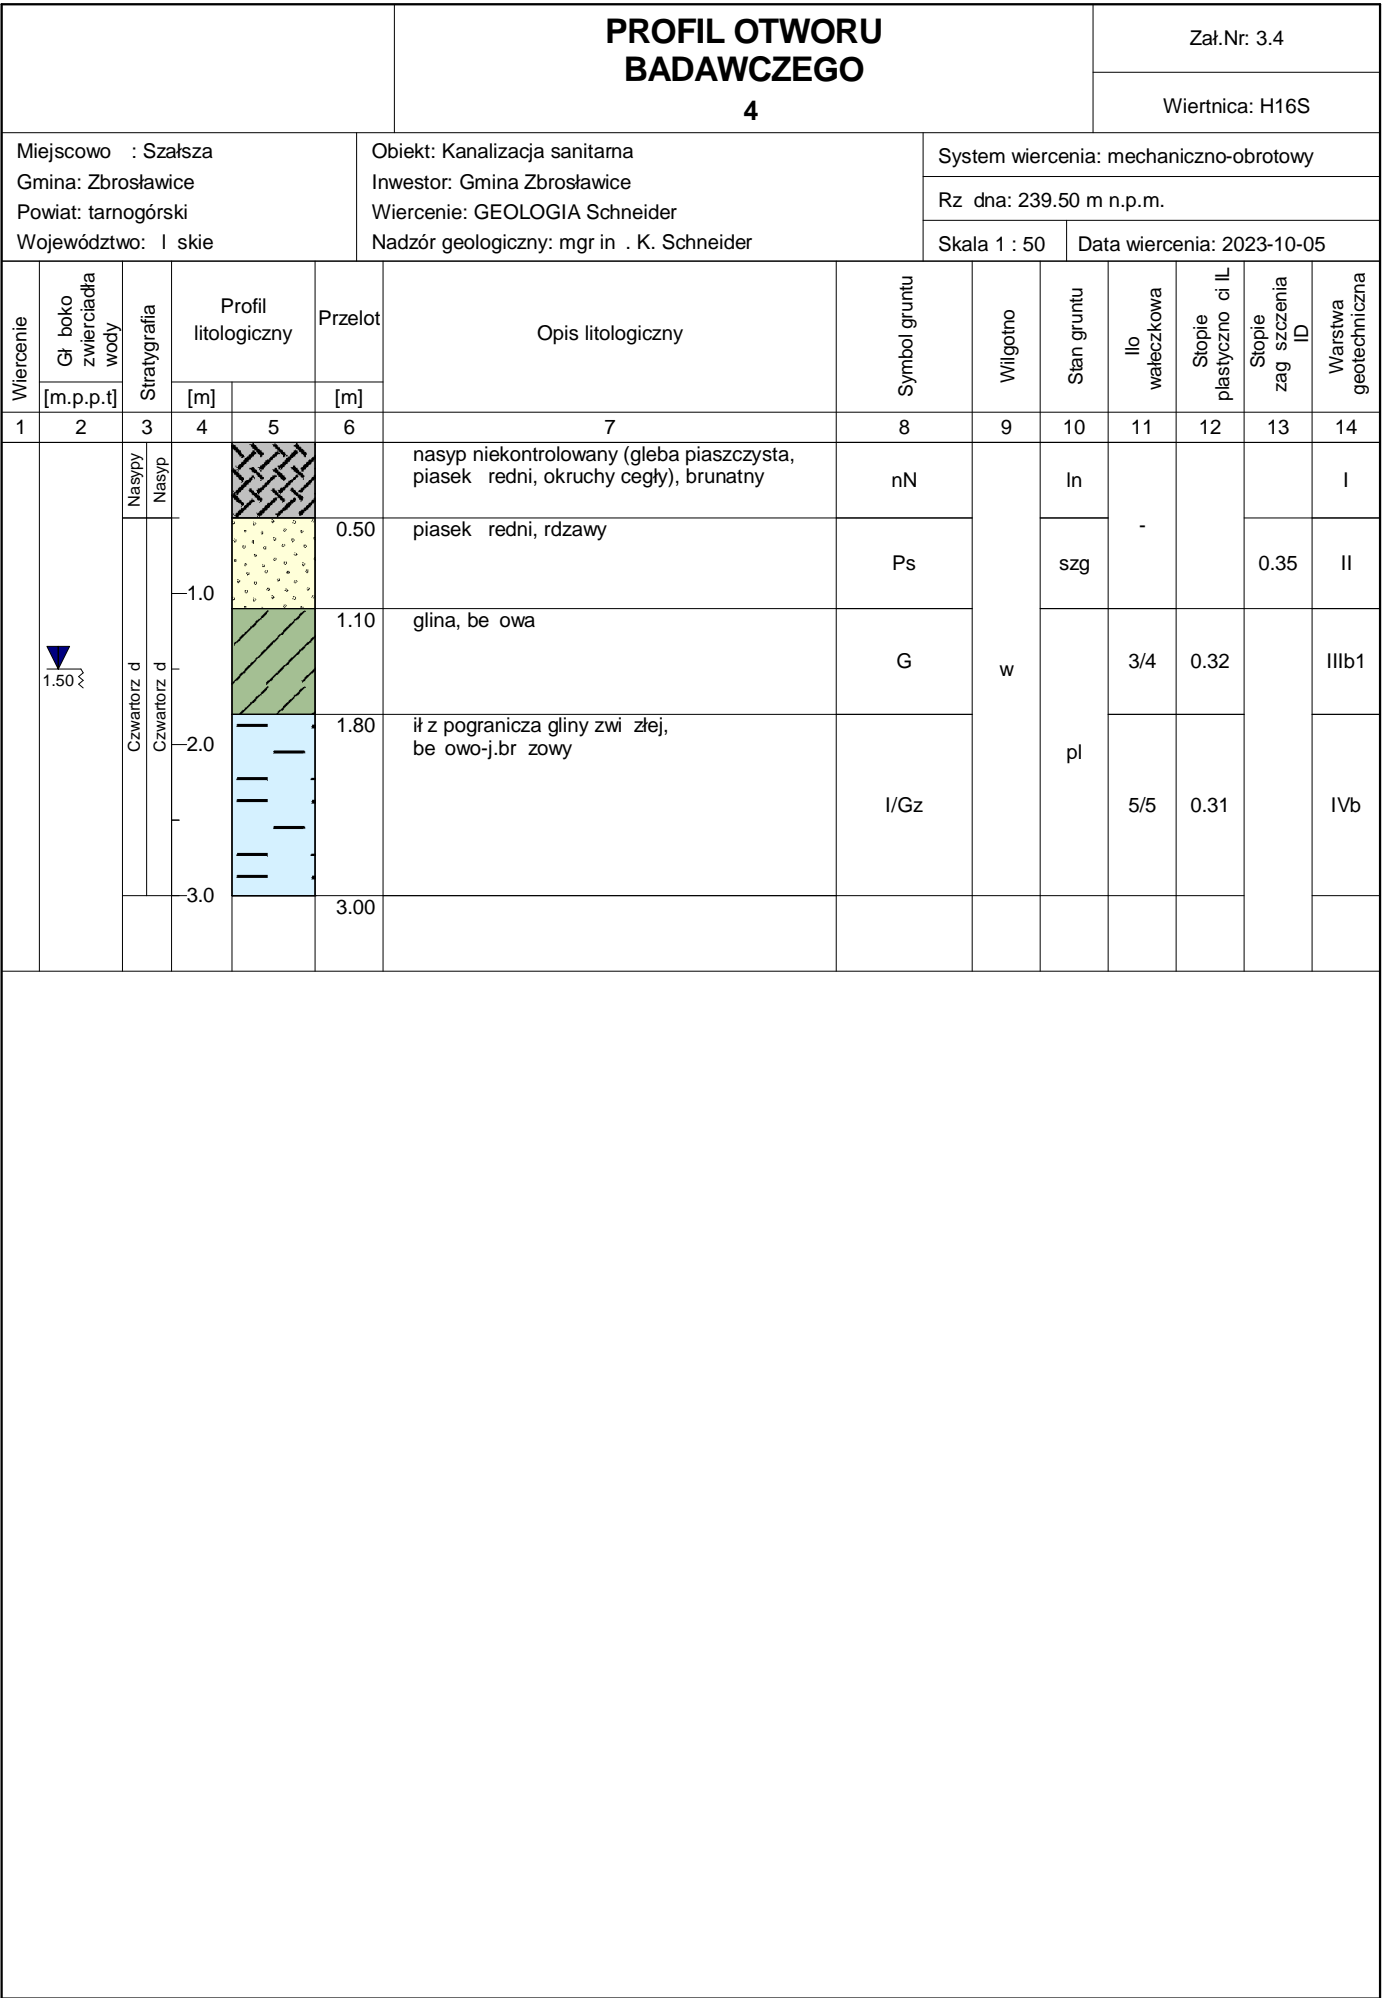 PROFIL OTWORU
BADAWCZEGO
4
Zał.Nr: 3.4
Wiertnica: H16S
Miejscowo : Szałsza
Gmina: Zbrosławice
Powiat: tarnogórski
Województwo: l skie
Obiekt: Kanalizacja sanitarna
Inwestor: Gmina Zbrosławice
Wiercenie: GEOLOGIA Schneider
Nadzór geologiczny: mgr in . K. Schneider
System wiercenia: mechaniczno-obrotowy
Rz dna: 239.50 m n.p.m.
Skala 1 : 50
Data wiercenia: 2023-10-05
Wiercenie
Gł boko
zwierciadła
wody
[m.p.p.t]
Stratygrafia
Profil
litologiczny
[m]
Przelot
[m]
Opis litologiczny
Symbol gruntu
Wilgotno
Stan gruntu
Ilo
wałeczkowa
Stopie
plastyczno ci IL
Stopie
zag szczenia
ID
Warstwa
geotechniczna
1 2 3 4 5 6 7 8 9 10 11 12 13 14
Nasypy
Nasyp
nasyp niekontrolowany (gleba piaszczysta,
piasek redni, okruchy cegły), brunatny
nN
ln
I
0.50
piasek redni, rdzawy
Ps
szg
-
0.35
II
1.0
1.10
glina, be owa
G
w
3/4
0.32
IIIb1
1.50
Czwartorz d
Czwartorz d
1.80
ił z pogranicza gliny zwi złej,
be owo-j.br zowy
2.0
pl
I/Gz
5/5
0.31
IVb
3.0
3.00